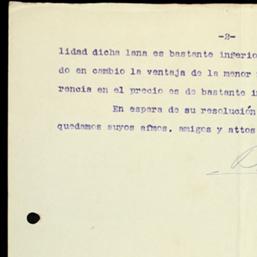 -2-
lidad dicha lana es bastante inferio
do en cambio la ventaja de la menor
rencia en el precio es de bastante i
En espera de su resolución
quedamos suyos afmos. amigos y attos